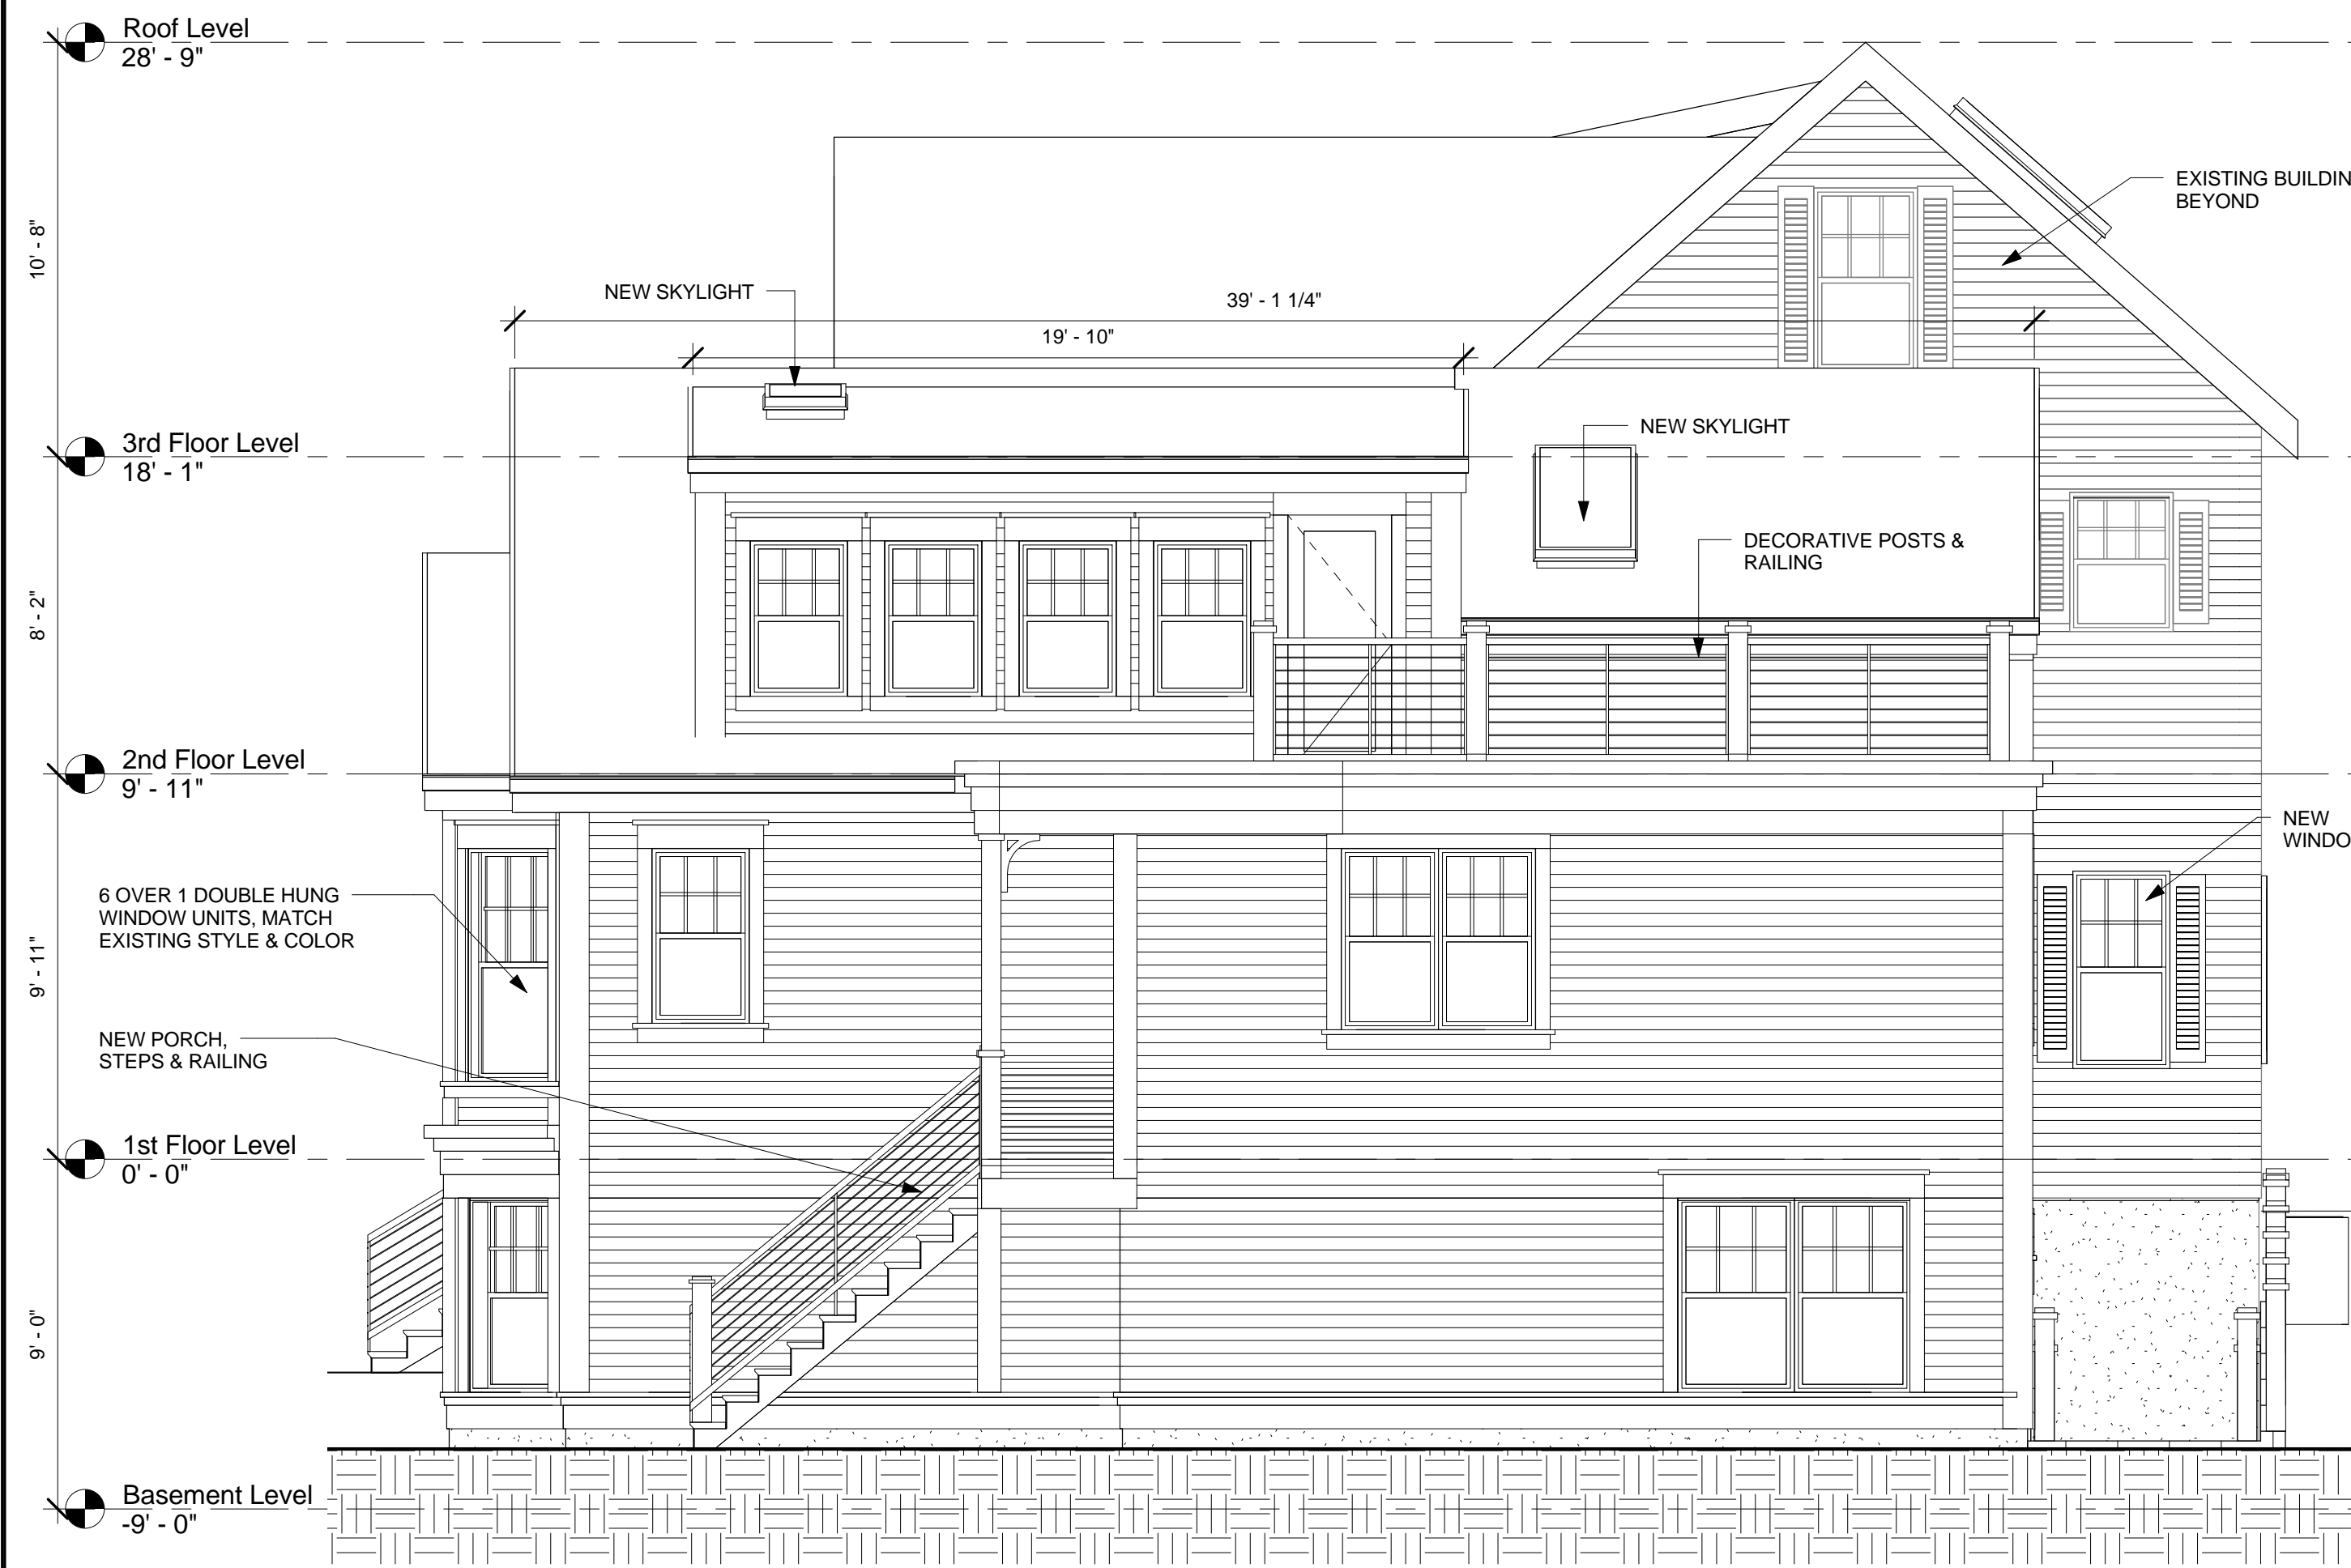 Roof Level
28' - 9"
10' - 8"
EXISTING BUILDIN
BEYOND
NEW SKYLIGHT
39' - 1 1/4"
19' - 10"
3rd Floor Level
18' - 1"
NEW SKYLIGHT
DECORATIVE POSTS &
RAILING
8' - 2"
2nd Floor Level
9' - 11"
NEW
WINDO
6 OVER 1 DOUBLE HUNG
WINDOW UNITS, MATCH
EXISTING STYLE & COLOR
9' - 11"
NEW PORCH,
STEPS & RAILING
1st Floor Level
0' - 0"
9' - 0"
Basement Level
-9' - 0"